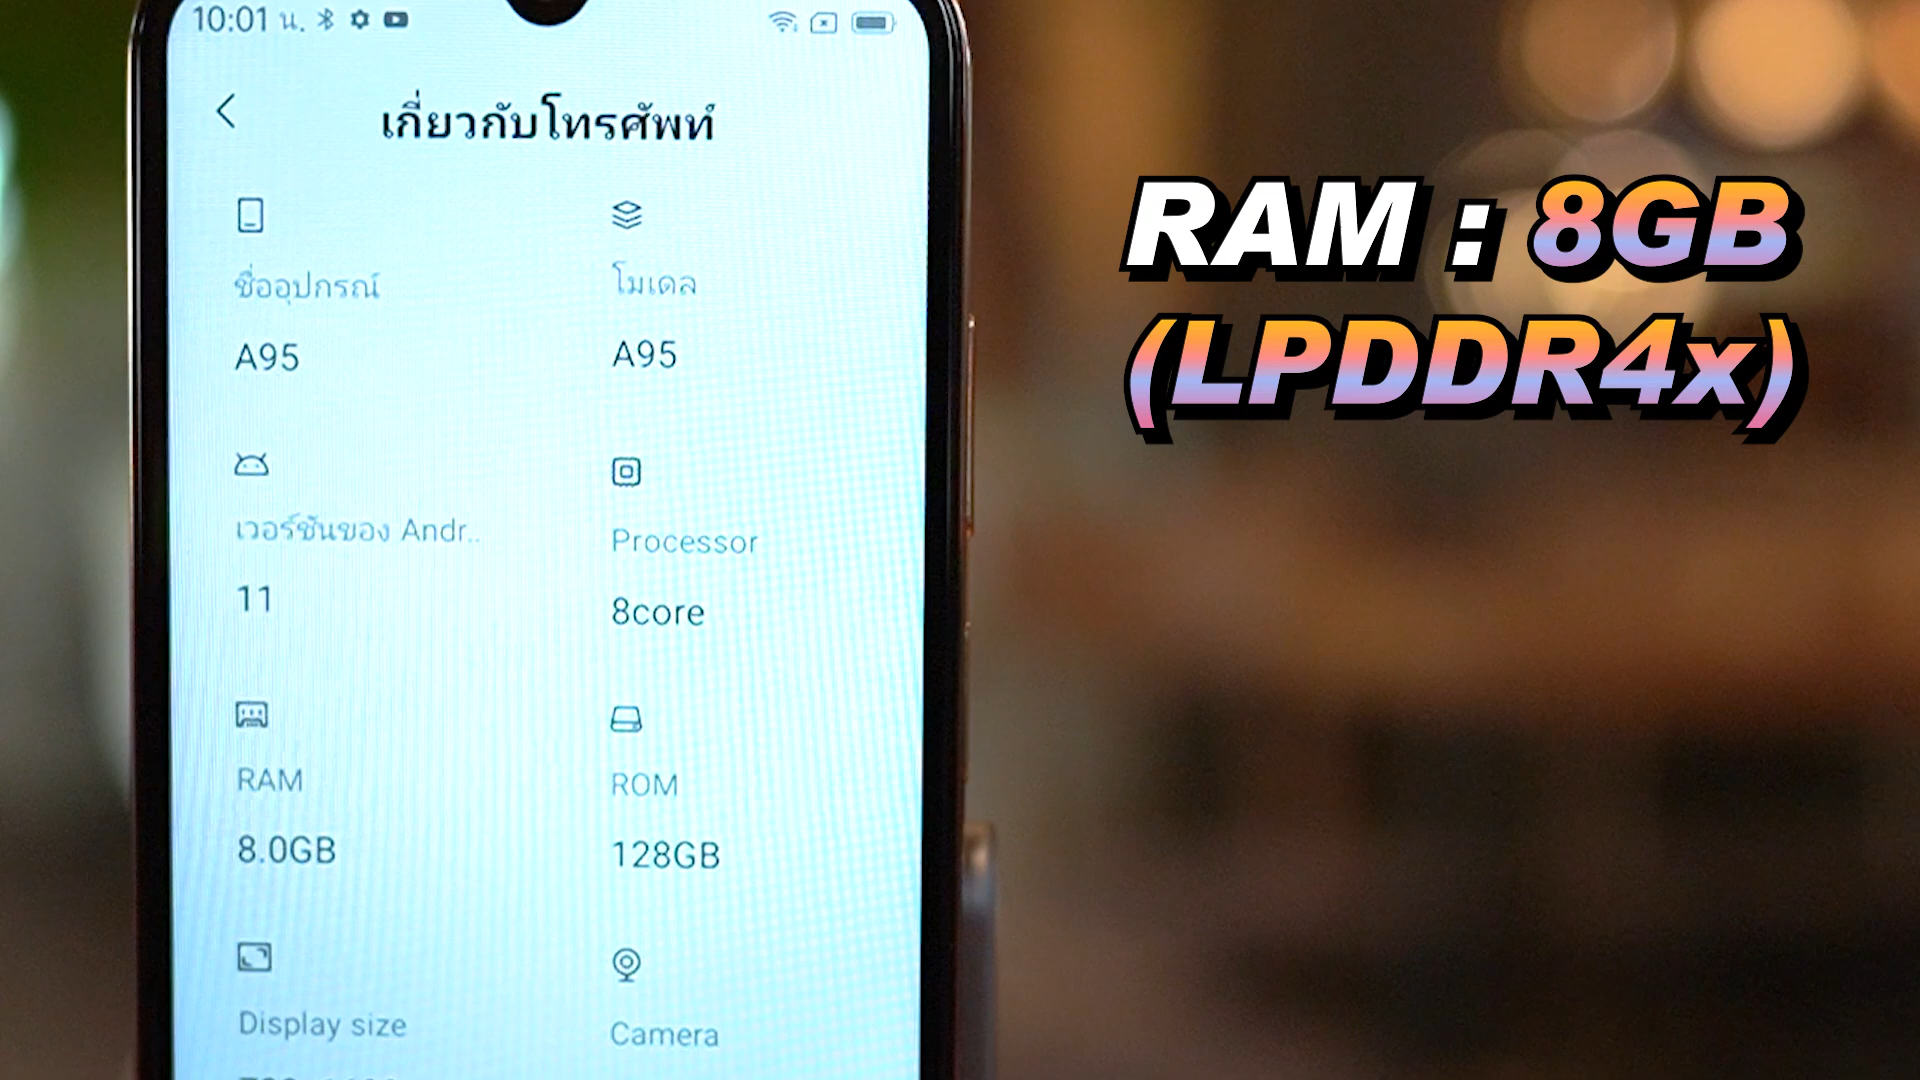 10:01 น.
เกี่ยวกับโทรศัพท์
ชื่ออุปกรณ์
A95
โมเดล
A95
เวอร์ชันของ Andr..
11
Processor
8core
RAM
8.0GB
ROM
128GB
Display size
Camera
RAM : 8GB
(LPDDR4x)